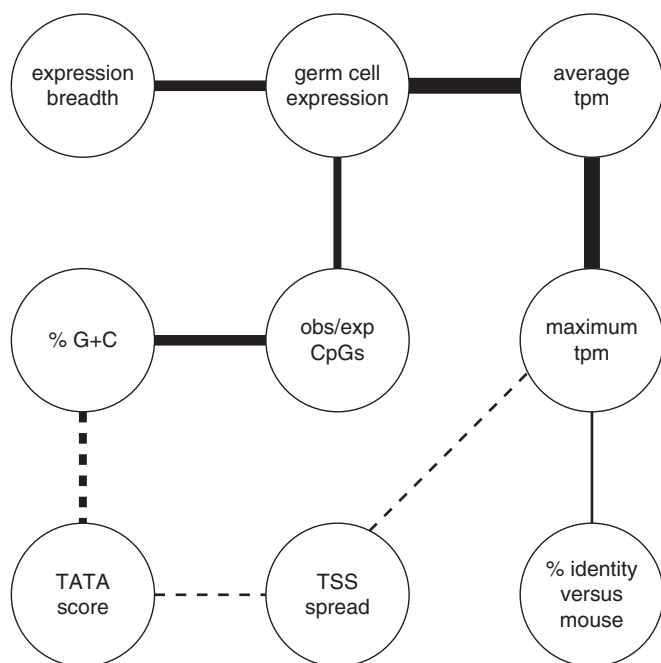 expression
breadth
germ cell
expression
average
tpm
% G+C
obs/exp
CpGs
maximum
tpm
TATA
score
TSS
spread
% identity
versus
mouse